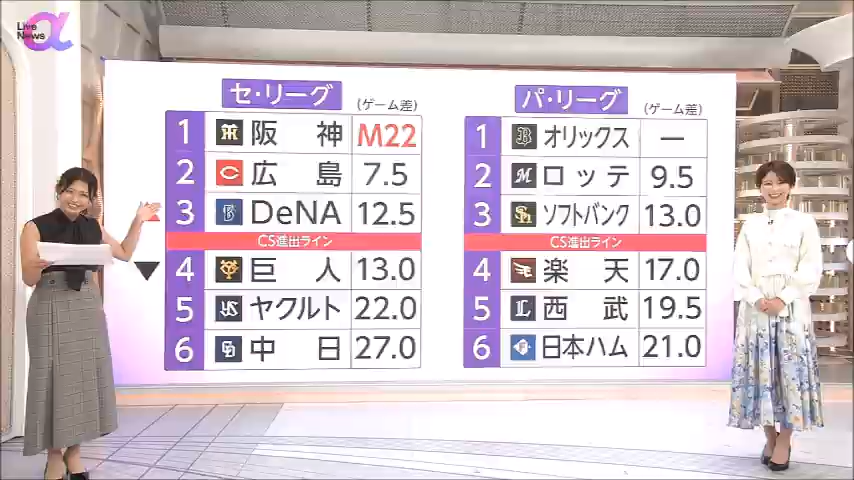 Live
News
α
セ・リーグ (ゲーム差)
1 阪神 M22
2 広島 7.5
3 DeNA 12.5
CS進出ライン
4 巨人 13.0
5 ヤクルト 22.0
6 中日 27.0
パ・リーグ (ゲーム差)
1 オリックス ー
2 ロッテ 9.5
3 ソフトバンク 13.0
CS進出ライン
4 楽天 17.0
5 西武 19.5
6 日本ハム 21.0